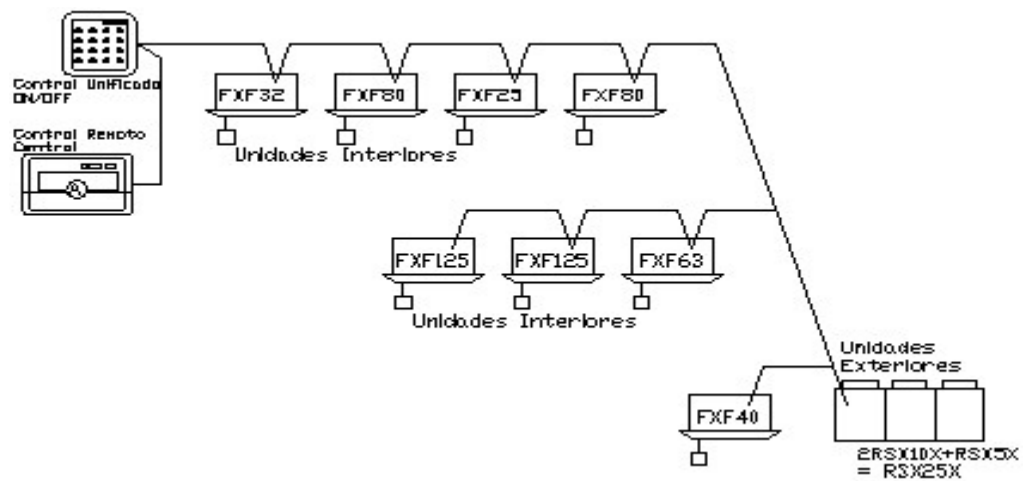 Control Unificado
ON/OFF
Control Remoto
Central
FXF32
FXF80
FXF25
FXF80
Unidades Interiores
FXF125
FXF125
FXF63
Unidades Interiores
Unidades
Exteriores
FXF40
2RSX10X+RSX5X
= RSX25X